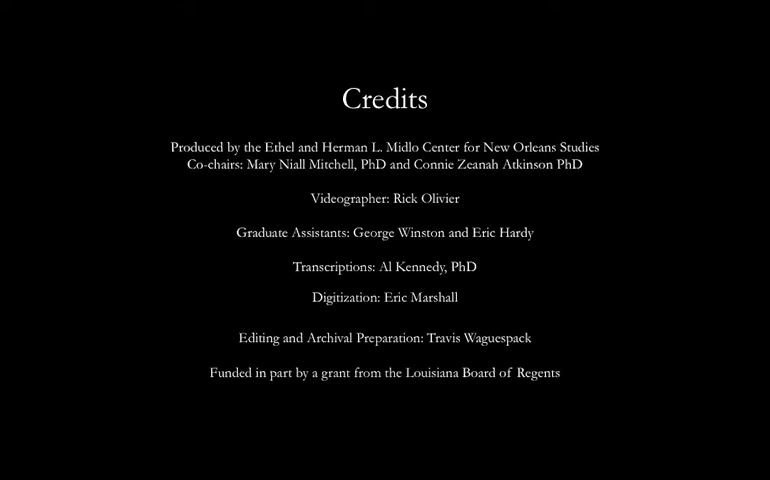 Credits
Produced by the Ethel and Herman L. Midlo Center for New Orleans Studies
Co-chairs: Mary Niall Mitchell, PhD and Connie Zeanah Atkinson PhD
Videographer: Rick Olivier
Graduate Assistants: George Winston and Eric Hardy
Transcriptions: Al Kennedy, PhD
Digitization: Eric Marshall
Editing and Archival Preparation: Travis Waguespack
Funded in part by a grant from the Louisiana Board of Regents